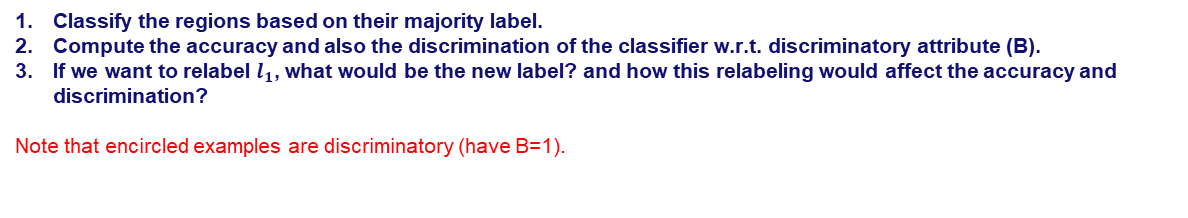 1. Classify the regions based on their majority label.
2. Compute the accuracy and also the discrimination of the classifier w.r.t. discriminatory attribute (B).
3. If we want to relabel l₁, what would be the new label? and how this relabeling would affect the accuracy and
discrimination?
Note that encircled examples are discriminatory (have B=1).